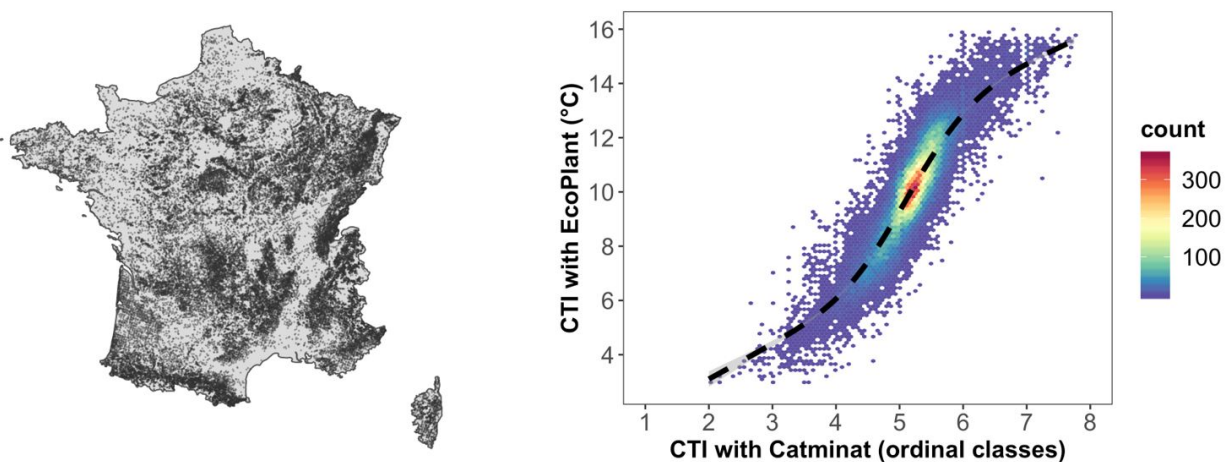 16
14
12
10
8
6
4
CTI with EcoPlant (°C)
1 2 3 4 5 6 7 8
CTI with Catminat (ordinal classes)
count
300
200
100